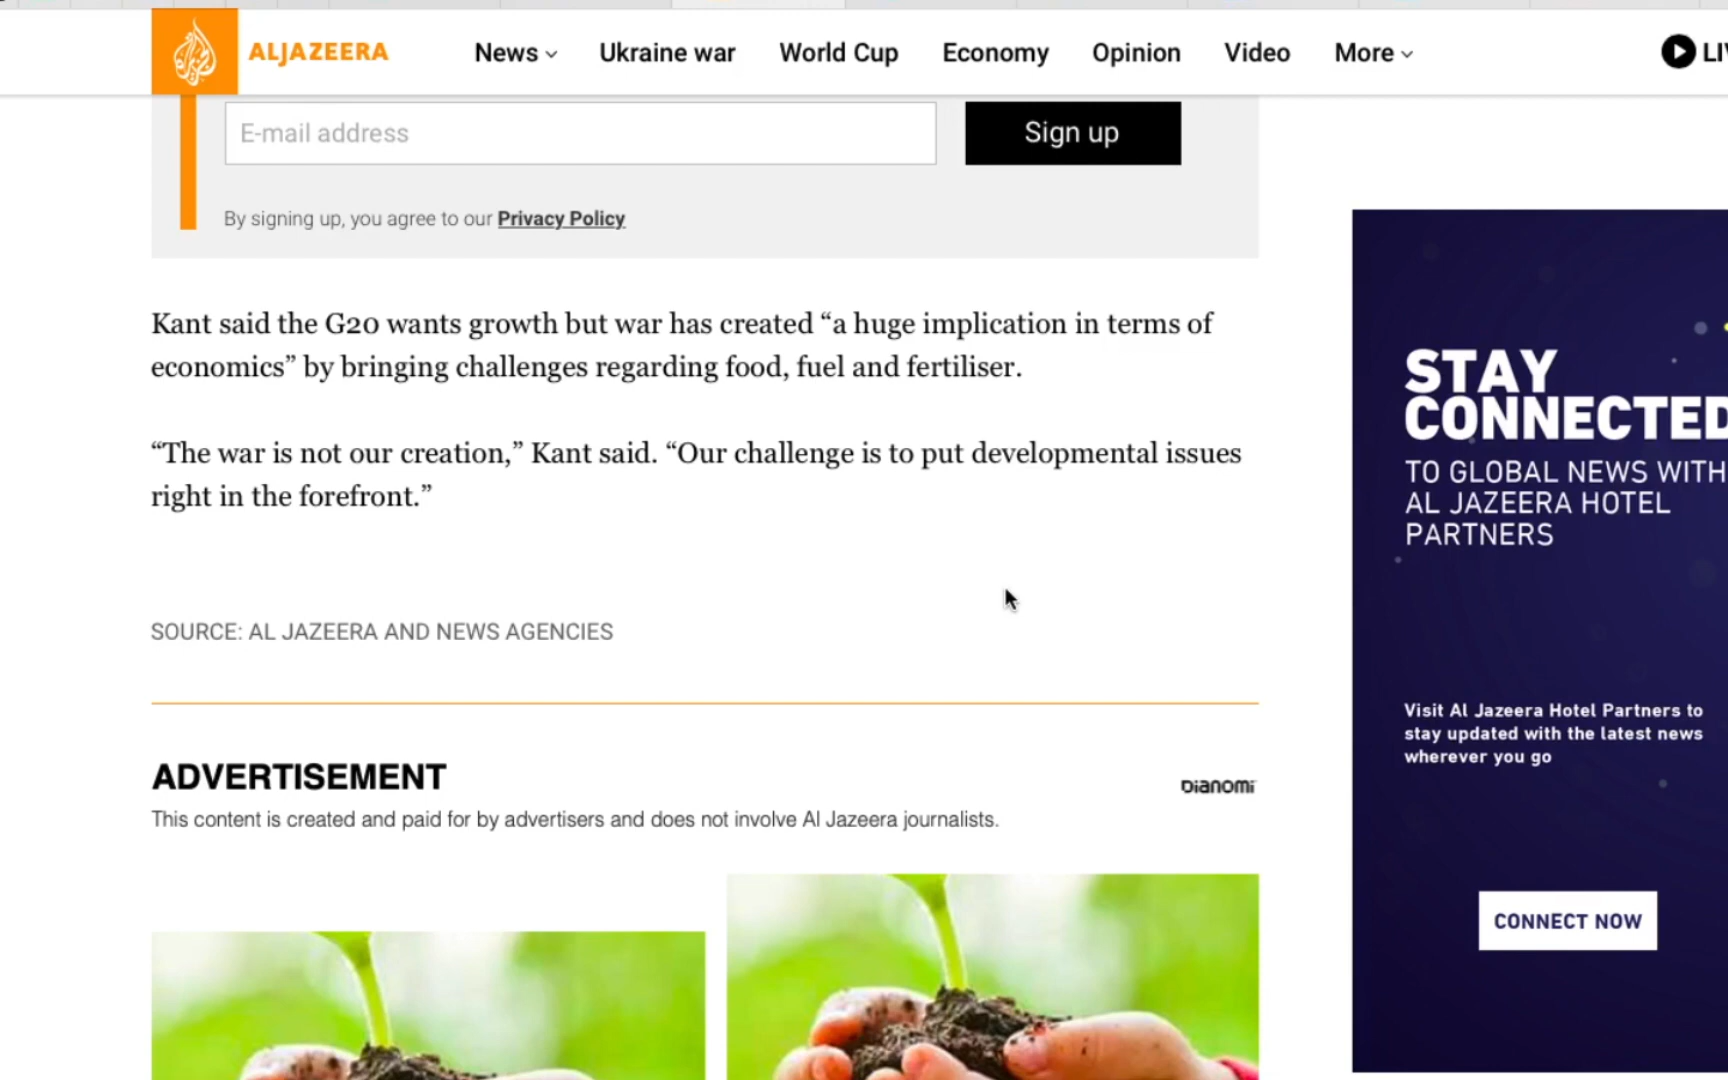 ALJAZEERA
News
Ukraine war
World Cup
Economy
Opinion
Video
More
E-mail address
Sign up
By signing up, you agree to our Privacy Policy
Kant said the G20 wants growth but war has created “a huge implication in terms of
economics” by bringing challenges regarding food, fuel and fertiliser.
“The war is not our creation,” Kant said. “Our challenge is to put developmental issues
right in the forefront.”
SOURCE: AL JAZEERA AND NEWS AGENCIES
ADVERTISEMENT
DIANOMI
This content is created and paid for by advertisers and does not involve Al Jazeera journalists.
STAY
CONNECTED
TO GLOBAL NEWS WITH
AL JAZEERA HOTEL
PARTNERS
Visit Al Jazeera Hotel Partners to
stay updated with the latest news
wherever you go
CONNECT NOW